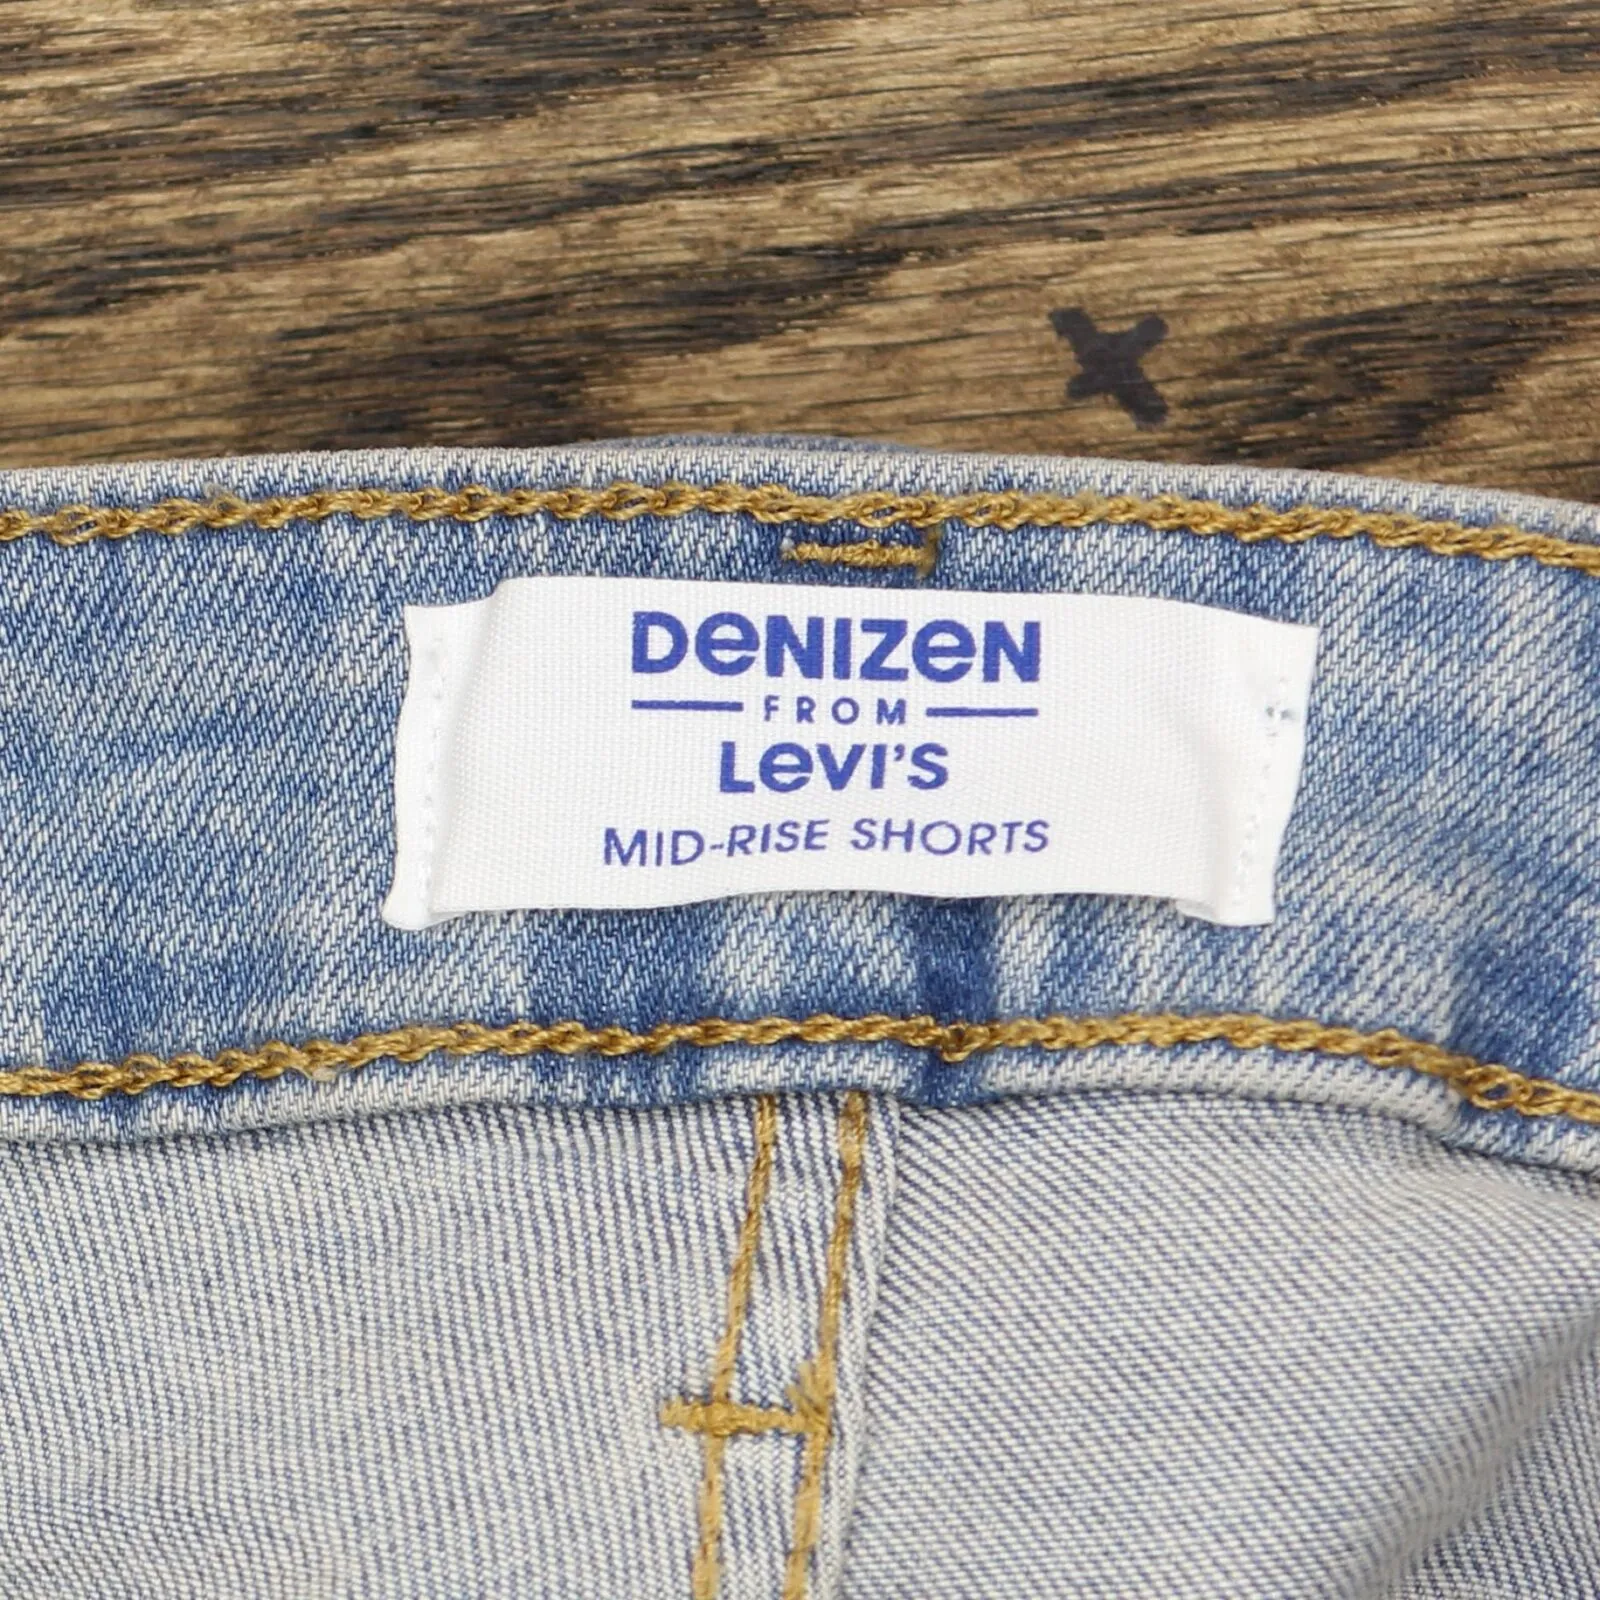 DeNIZeN
FROM
LeVI'S
MID-RISE SHORTS